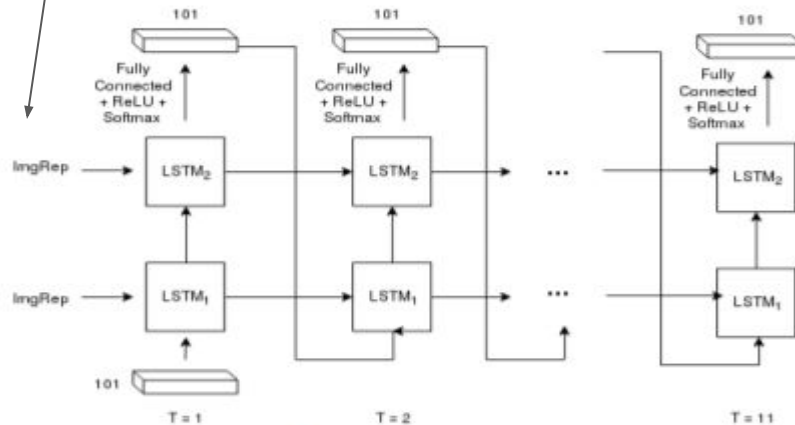 101
101
101
Fully
Connected
+ ReLU +
Softmax
Fully
Connected
+ ReLU +
Softmax
Fully
Connected
+ ReLU +
Softmax
ImgRep
LSTM₂
LSTM₂
...
LSTM₂
ImgRep
LSTM₁
LSTM₁
...
LSTM₁
101
T = 1
T = 2
T = 11